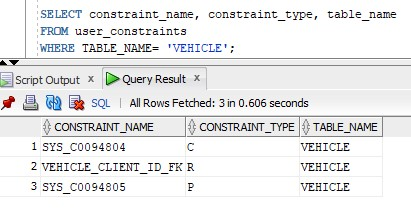 SELECT constraint_name, constraint_type, table_name
FROM user_constraints
WHERE TABLE_NAME= 'VEHICLE';
Script Output x Query Result x
SQL | All Rows Fetched: 3 in 0.606 seconds
CONSTRAINT_NAME CONSTRAINT_TYPE TABLE_NAME
1 SYS_C0094804 C VEHICLE
2 VEHICLE_CLIENT_ID_FK R VEHICLE
3 SYS_C0094805 P VEHICLE